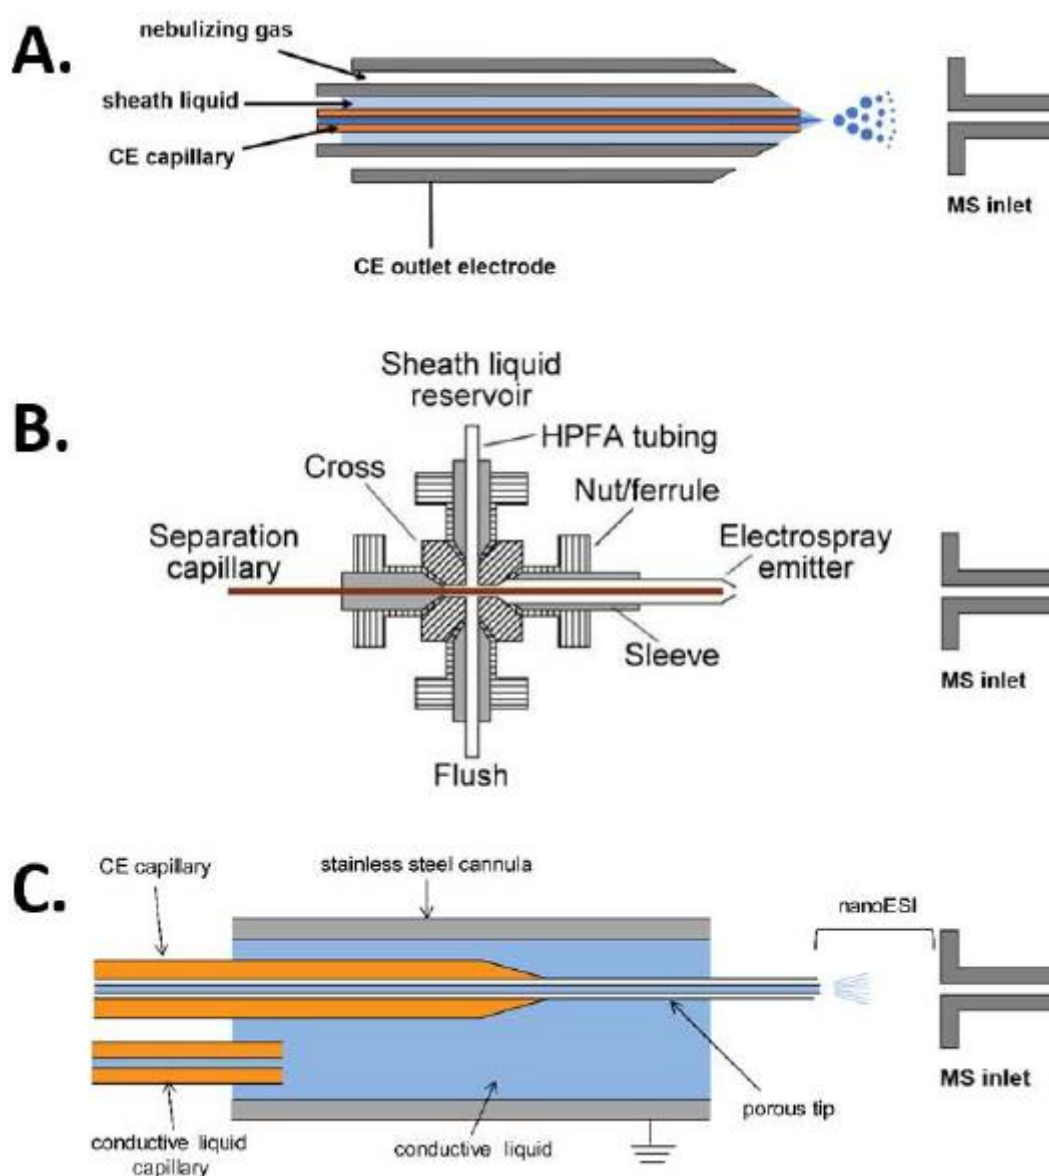 A.
nebulizing gas
sheath liquid
CE capillary
CE outlet electrode
MS inlet
B.
Sheath liquid
reservoir
HPFA tubing
Cross
Nut/ferrule
Separation
capillary
Electrospray
emitter
Sleeve
MS inlet
Flush
C.
CE capillary
stainless steel cannula
nanoESI
MS inlet
porous tip
conductive liquid
capillary
conductive liquid